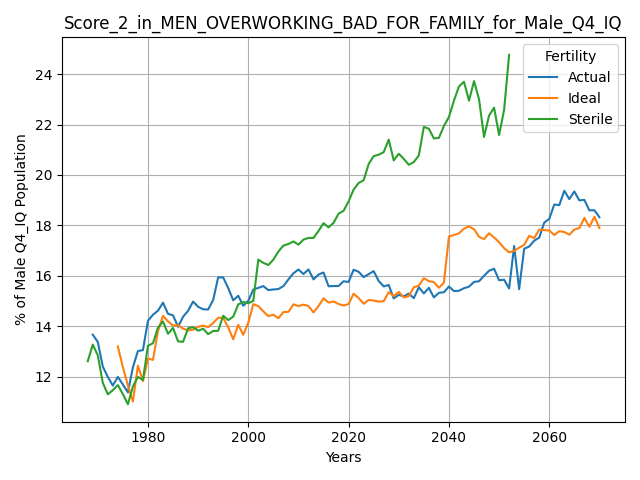 Score_2_in_MEN_OVERWORKING_BAD_FOR_FAMILY_for_Male_Q4_IQ
Fertility
Actual
Ideal
Sterile
% of Male Q4_IQ Population
24
22
20
18
16
14
12
1980
2000
2020
2040
2060
Years